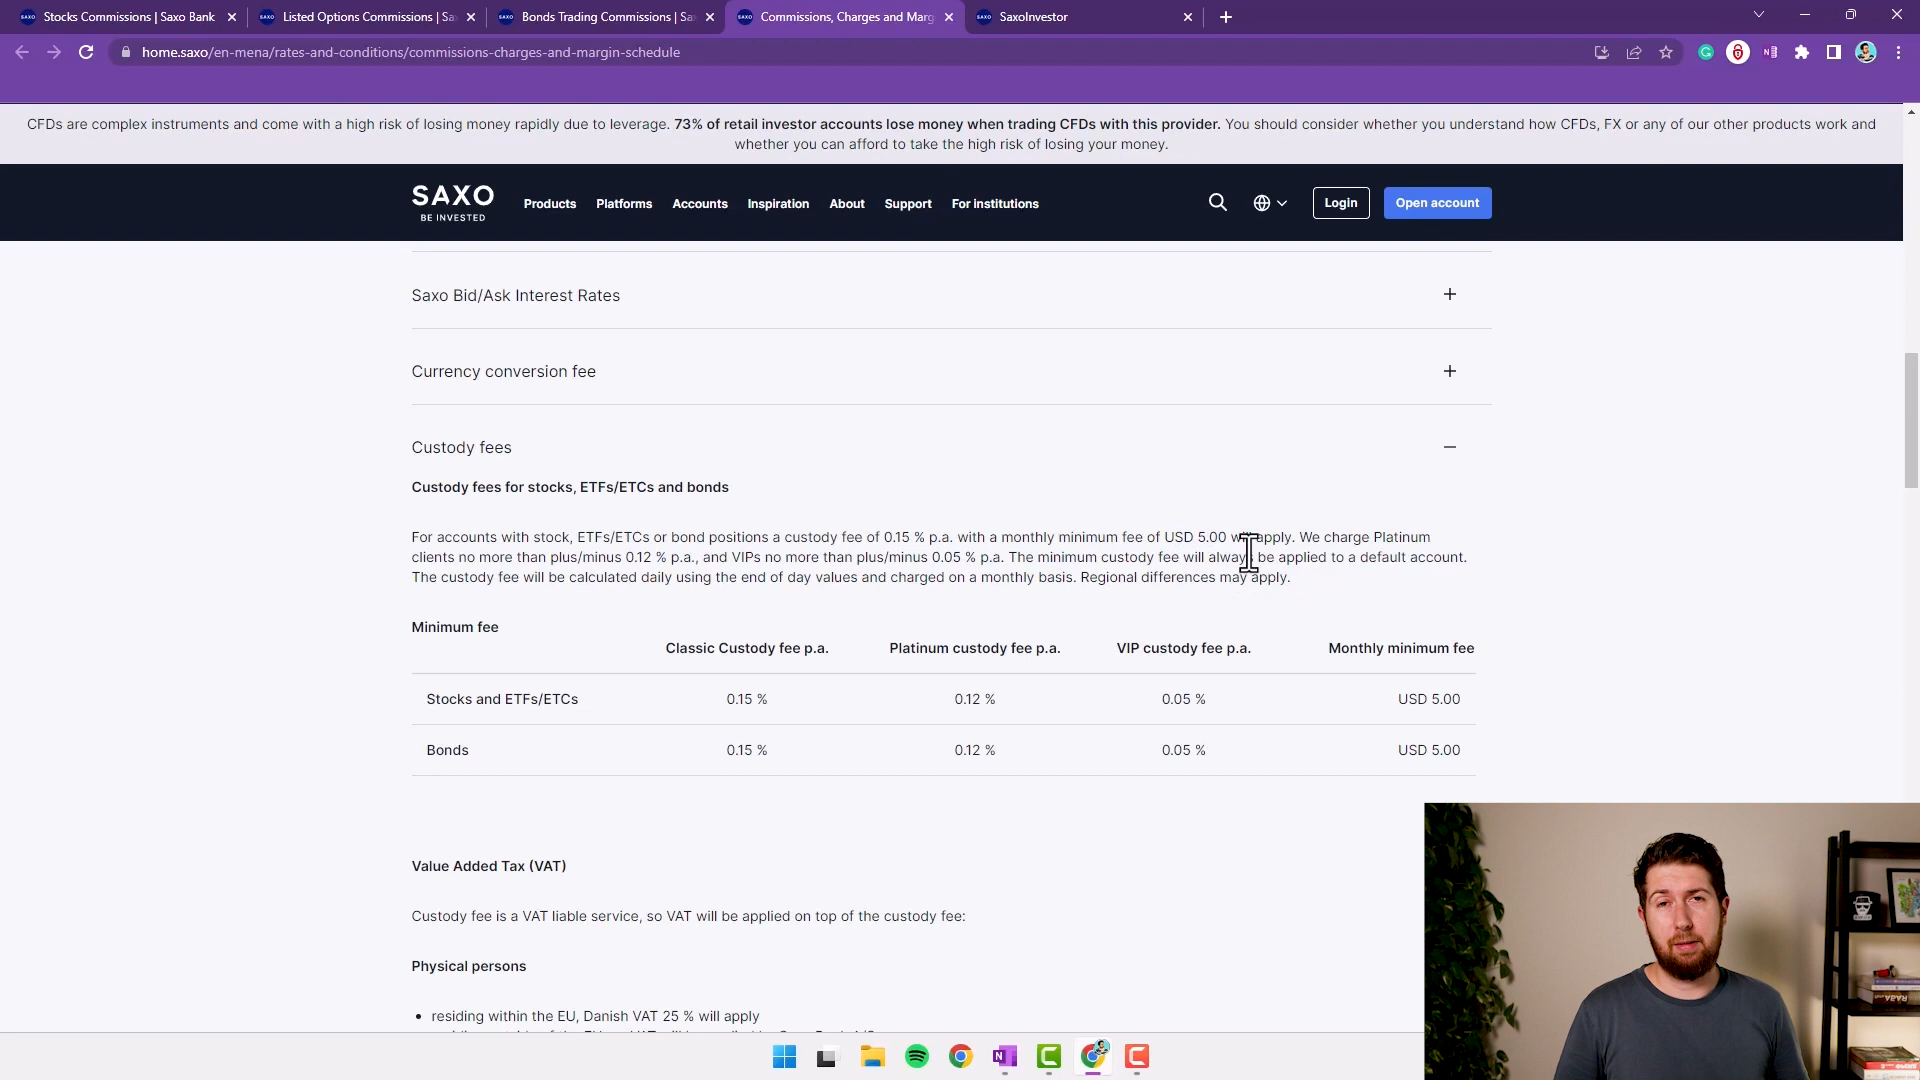 Stocks Commissions | Saxo Bank
Listed Options Commissions | Sax
Bonds Trading Commissions | Sax
Commissions, Charges and Marg
SaxoInvestor
home.saxo/en-mena/rates-and-conditions/commissions-charges-and-margin-schedule
CFDs are complex instruments and come with a high risk of losing money rapidly due to leverage. 73% of retail investor accounts lose money when trading CFDs with this provider. You should consider whether you understand how CFDs, FX or any of our other products work and
whether you can afford to take the high risk of losing your money.
SAXO
BE INVESTED
Products Platforms Accounts Inspiration About Support For institutions
Login
Open account
Saxo Bid/Ask Interest Rates
Currency conversion fee
Custody fees
Custody fees for stocks, ETFs/ETCs and bonds
For accounts with stock, ETFs/ETCs or bond positions a custody fee of 0.15 % p.a. with a monthly minimum fee of USD 5.00 apply. We charge Platinum
clients no more than plus/minus 0.12 % p.a., and VIPs no more than plus/minus 0.05 % p.a. The minimum custody fee will always be applied to a default account.
The custody fee will be calculated daily using the end of day values and charged on a monthly basis. Regional differences may apply.
Minimum fee
Classic Custody fee p.a. Platinum custody fee p.a. VIP custody fee p.a. Monthly minimum fee
Stocks and ETFs/ETCs 0.15 % 0.12 % 0.05 % USD 5.00
Bonds 0.15 % 0.12 % 0.05 % USD 5.00
Value Added Tax (VAT)
Custody fee is a VAT liable service, so VAT will be applied on top of the custody fee:
Physical persons
• residing within the EU, Danish VAT 25 % will apply